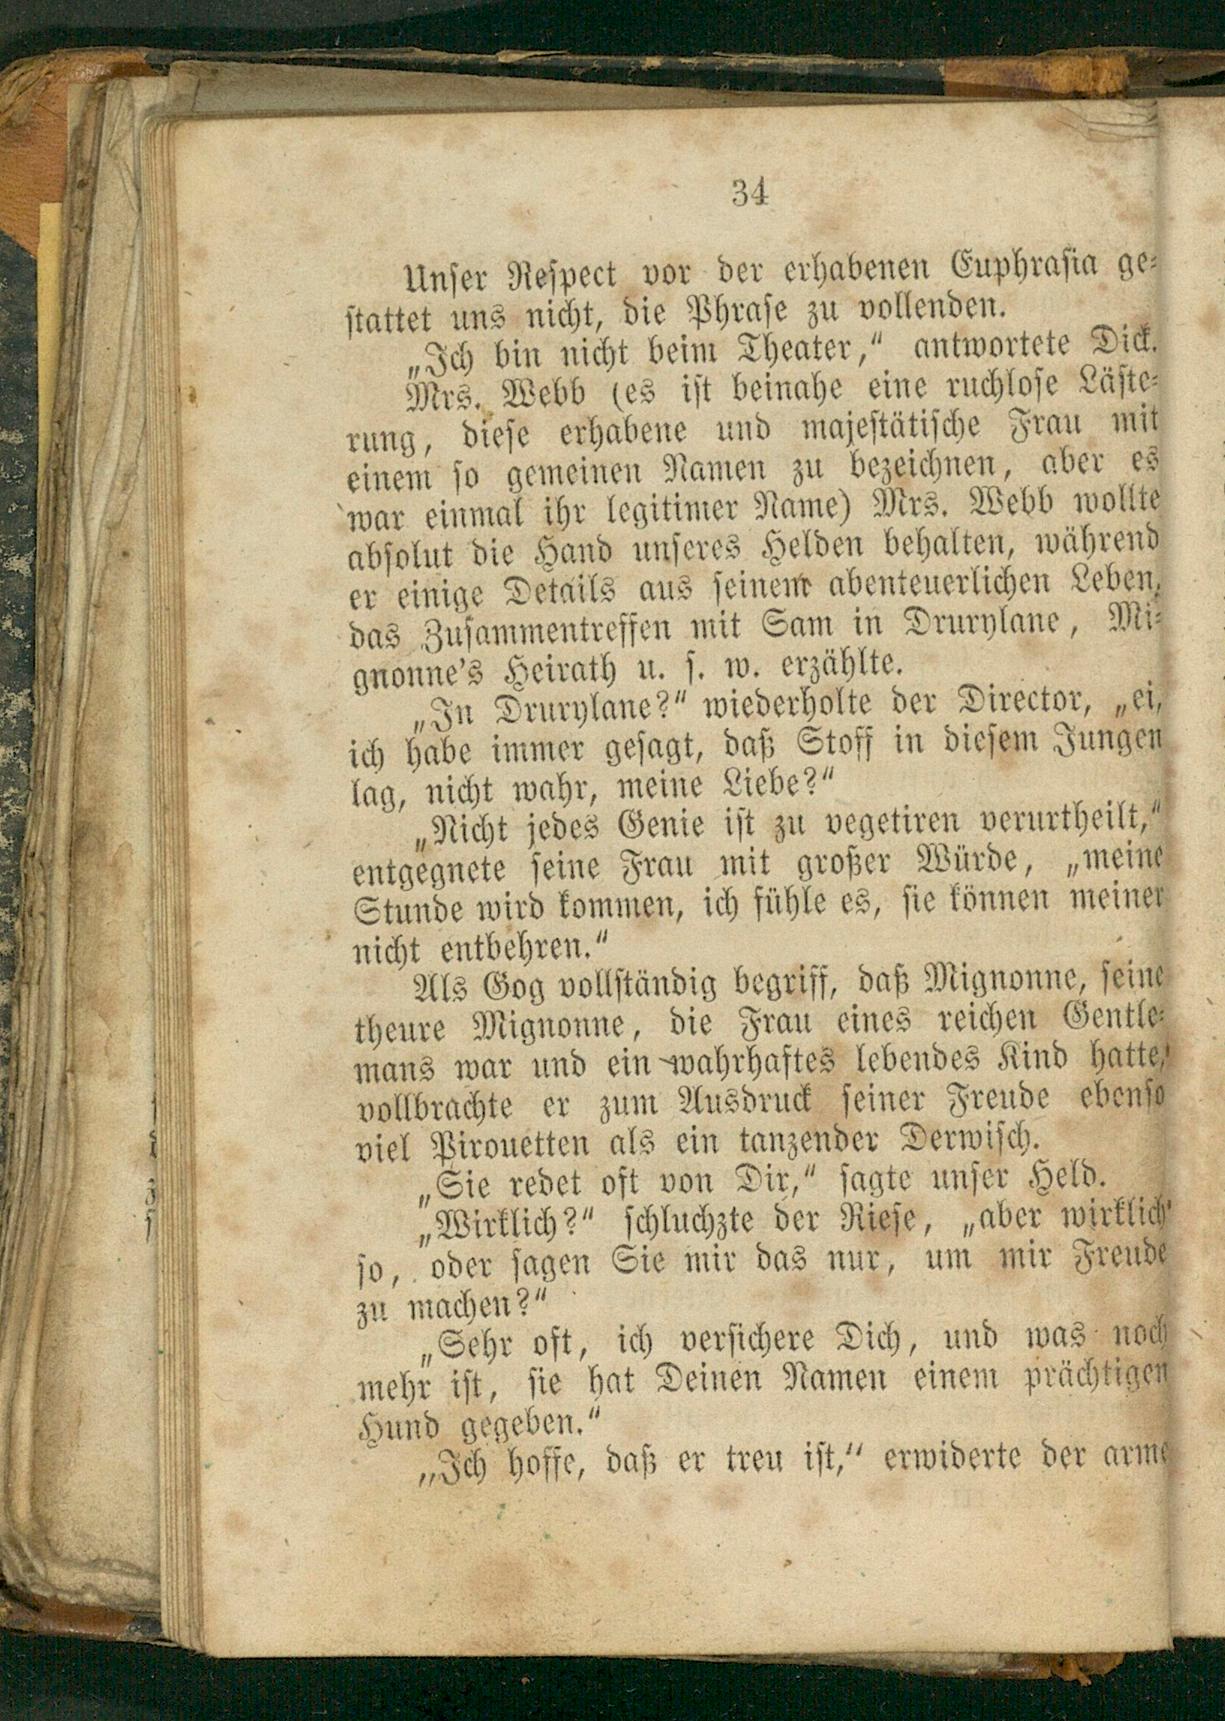 34
Unser Respect vor der erhabenen Euphrasia ge-
stattet uns nicht, die Phrase zu vollenden.
„Ich bin nicht beim Theater,“ antwortete Dick.
Mrs. Webb (es ist beinahe eine ruchlose Läste-
rung, diese erhabene und majestätische Frau mit
einem so gemeinen Namen zu bezeichnen, aber es
war einmal ihr legitimer Name) Mrs. Webb wollte
absolut die Hand unseres Helden behalten, während
er einige Details aus seinem abenteuerlichen Leben,
das Zusammentreffen mit Sam in Drurylane, Mi-
gnonne's Heirath u. s. w. erzählte.
„In Drurylane?“ wiederholte der Director, „ei,
ich habe immer gesagt, daß Stoff in diesem Jungen
lag, nicht wahr, meine Liebe?“
„Nicht jedes Genie ist zu vegetiren verurtheilt,“
entgegnete seine Frau mit großer Würde, „meine
Stunde wird kommen, ich fühle es, sie können meiner
nicht entbehren.“
Als Gog vollständig begriff, daß Mignonne, seine
theure Mignonne, die Frau eines reichen Gentle-
mans war und ein wahrhaftes lebendes Kind hatte,
vollbrachte er zum Ausdruck seiner Freude ebenso
viel Pirouetten als ein tanzender Derwisch.
„Sie redet oft von Dir,“ sagte unser Held.
„Wirklich?“ schluchzte der Riese, „aber wirklich
so, oder sagen Sie mir das nur, um mir Freude
zu machen?“
„Sehr oft, ich versichere Dich, und was noch
mehr ist, sie hat Deinen Namen einem prächtigen
Hund gegeben.“
„Ich hoffe, daß er treu ist,“ erwiderte der arme